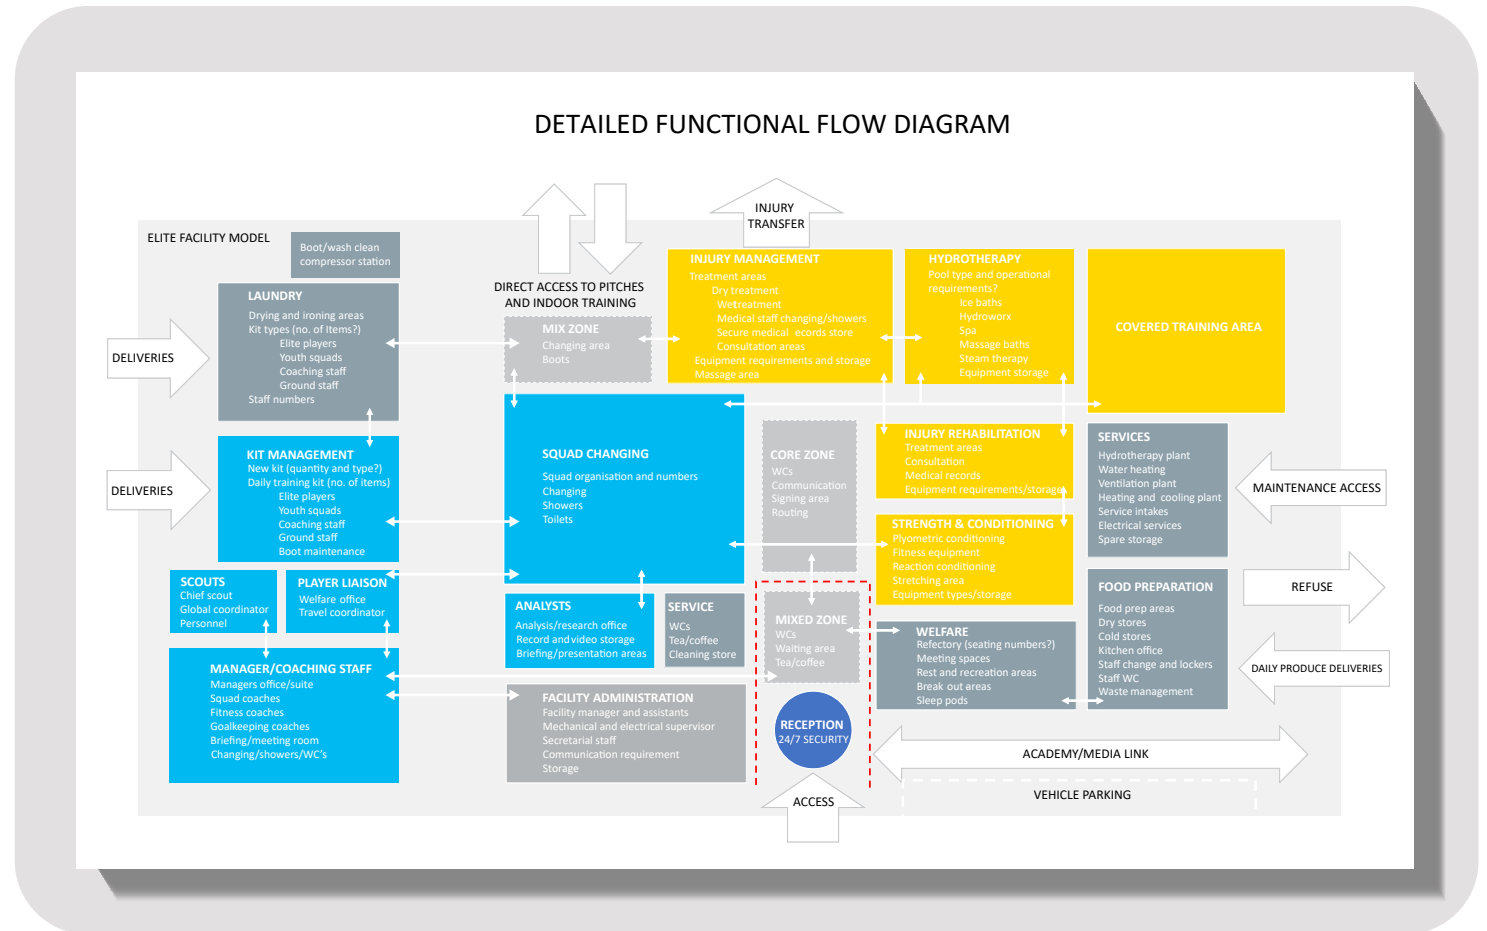 DETAILED FUNCTIONAL FLOW DIAGRAM
INJURY
TRANSFER
ELITE FACILITY MODEL
Boot/wash clean
compressor station
DIRECT ACCESS TO PITCHES
AND INDOOR TRAINING
DELIVERIES
LAUNDRY
Drying and ironing areas
Kit types (no. of Items?)
Elite players
Youth squads
Coaching staff
Ground staff
Staff numbers
MIX ZONE
Changing area
Boots
INJURY MANAGEMENT
Treatment areas
Dry treatment
Wetreatment
Medical staff changing/showers
Secure medical ecords store
Consultation areas
Equipment requirements and storage
Massage area
HYDROTHERAPY
Pool type and operational
requirements?
Ice baths
Hydroworx
Spa
Massage baths
Steam therapy
Equipment storage
COVERED TRAINING AREA
DELIVERIES
KIT MANAGEMENT
New kit (quantity and type?)
Daily training kit (no. of items)
Elite players
Youth squads
Coaching staff
Ground staff
Boot maintenance
SQUAD CHANGING
Squad organisation and numbers
Changing
Showers
Toilets
CORE ZONE
WCs
Communication
Signing area
Routing
INJURY REHABILITATION
Treatment areas
Consultation
Medical records
Equipment requirements/storage
STRENGTH & CONDITIONING
Plyometric conditioning
Fitness equipment
Reaction conditioning
Stretching area
Equipment types/storage
SERVICES
Hydrotherapy plant
Water heating
Ventilation plant
Heating and cooling plant
Service intakes
Electrical services
Spare storage
MAINTENANCE ACCESS
SCOUTS
Chief scout
Global coordinator
Personnel
PLAYER LIAISON
Welfare office
Travel coordinator
ANALYSTS
Analysis/research office
Record and video storage
Briefing/presentation areas
SERVICE
WCs
Tea/coffee
Cleaning store
MIXED ZONE
WCs
Waiting area
Tea/coffee
WELFARE
Refectory (seating numbers?)
Meeting spaces
Rest and recreation areas
Break out areas
Sleep pods
FOOD PREPARATION
Food prep areas
Dry stores
Cold stores
Kitchen office
Staff change and lockers
Staff WC
Waste management
REFUSE
DAILY PRODUCE DELIVERIES
MANAGER/COACHING STAFF
Managers office/suite
Squad coaches
Fitness coaches
Goalkeeping coaches
Briefing/meeting room
Changing/showers/WC's
FACILITY ADMINISTRATION
Facility manager and assistants
Mechanical and electrical supervisor
Secretarial staff
Communication requirement
Storage
RECEPTION
24/7 SECURITY
ACADEMY/MEDIA LINK
ACCESS
VEHICLE PARKING